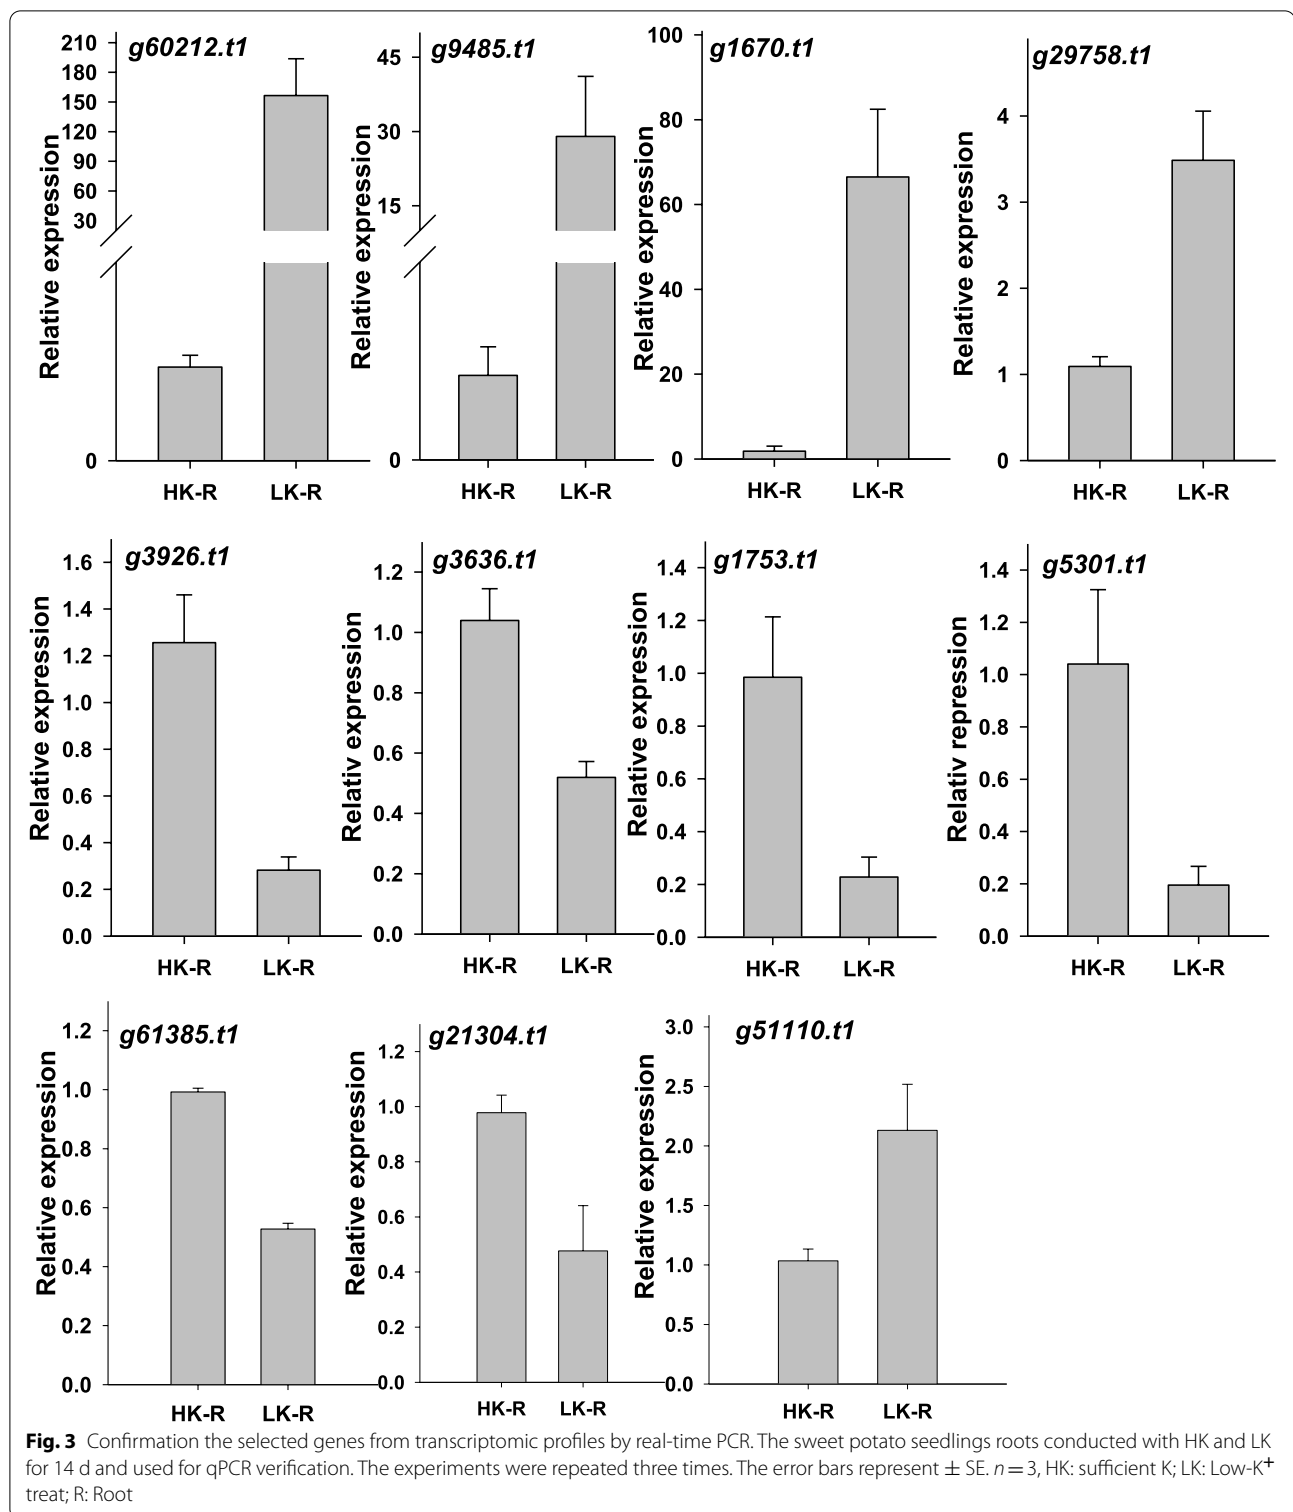 g60212.t1
Relative expression
210
180
150
120
90
60
30
0
HK-R LK-R
g9485.t1
Relative expression
45
30
15
0
HK-R LK-R
g1670.t1
Relative expression
100
80
60
40
20
0
HK-R LK-R
g29758.t1
Relative expression
4
3
2
1
0
HK-R LK-R
g3926.t1
Relative expression
1.6
1.4
1.2
1.0
0.8
0.6
0.4
0.2
0.0
HK-R LK-R
g3636.t1
Relativ expression
1.2
1.0
0.8
0.6
0.4
0.2
0.0
HK-R LK-R
g1753.t1
Relative expression
1.4
1.2
1.0
0.8
0.6
0.4
0.2
0.0
HK-R LK-R
g5301.t1
Relativ repression
1.4
1.2
1.0
0.8
0.6
0.4
0.2
0.0
HK-R LK-R
g61385.t1
Relative expression
1.2
1.0
0.8
0.6
0.4
0.2
0.0
HK-R LK-R
g21304.t1
Relative expression
1.2
1.0
0.8
0.6
0.4
0.2
0.0
HK-R LK-R
g51110.t1
Relative expression
3.0
2.5
2.0
1.5
1.0
0.5
0.0
HK-R LK-R
Fig. 3 Confirmation the selected genes from transcriptomic profiles by real-time PCR. The sweet potato seedlings roots conducted with HK and LK
for 14 d and used for qPCR verification. The experiments were repeated three times. The error bars represent ± SE. n = 3, HK: sufficient K; LK: Low-K⁺
treat; R: Root